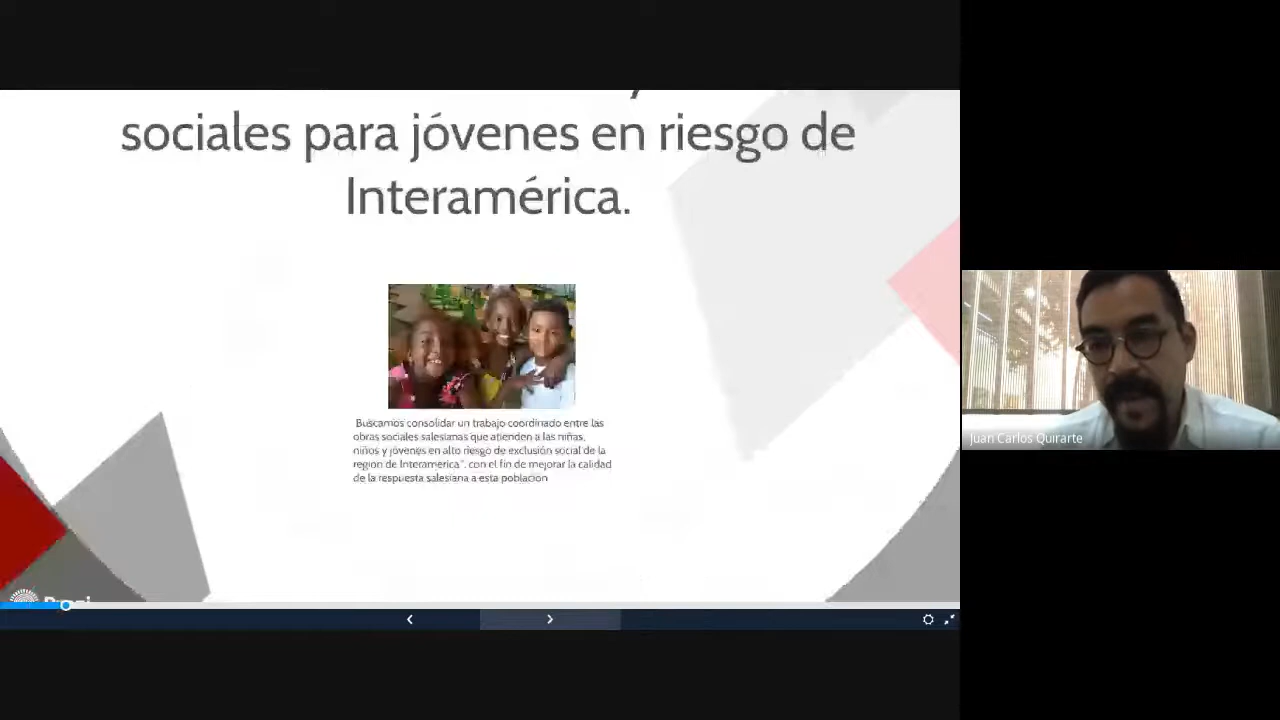 sociales para jóvenes en riesgo de
Interamérica.
Buscamos consolidar un trabajo coordinado entre las
obras sociales salesianas que atienden a las niñas,
niños y jóvenes en alto riesgo de exclusión social de la
region de Interamerica", con el fin de mejorar la calidad
de la respuesta salesiana a esta poblacion
Juan Carlos Quirarte